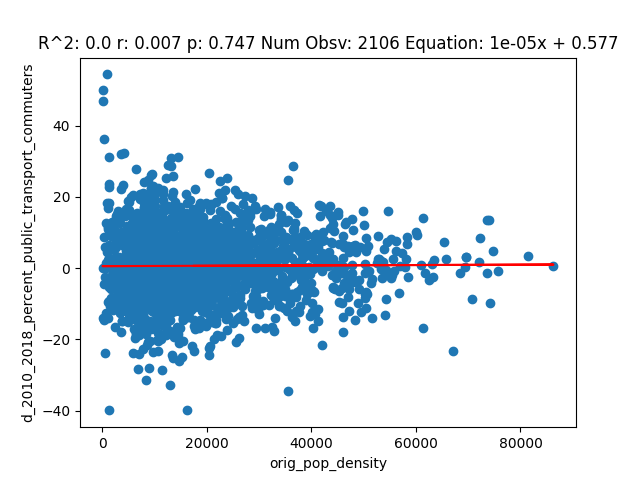 R^2: 0.0 r: 0.007 p: 0.747 Num Obsv: 2106 Equation: 1e-05x + 0.577
d_2010_2018_percent_public_transport_commuters
40
20
0
−20
−40
0 20000 40000 60000 80000
orig_pop_density